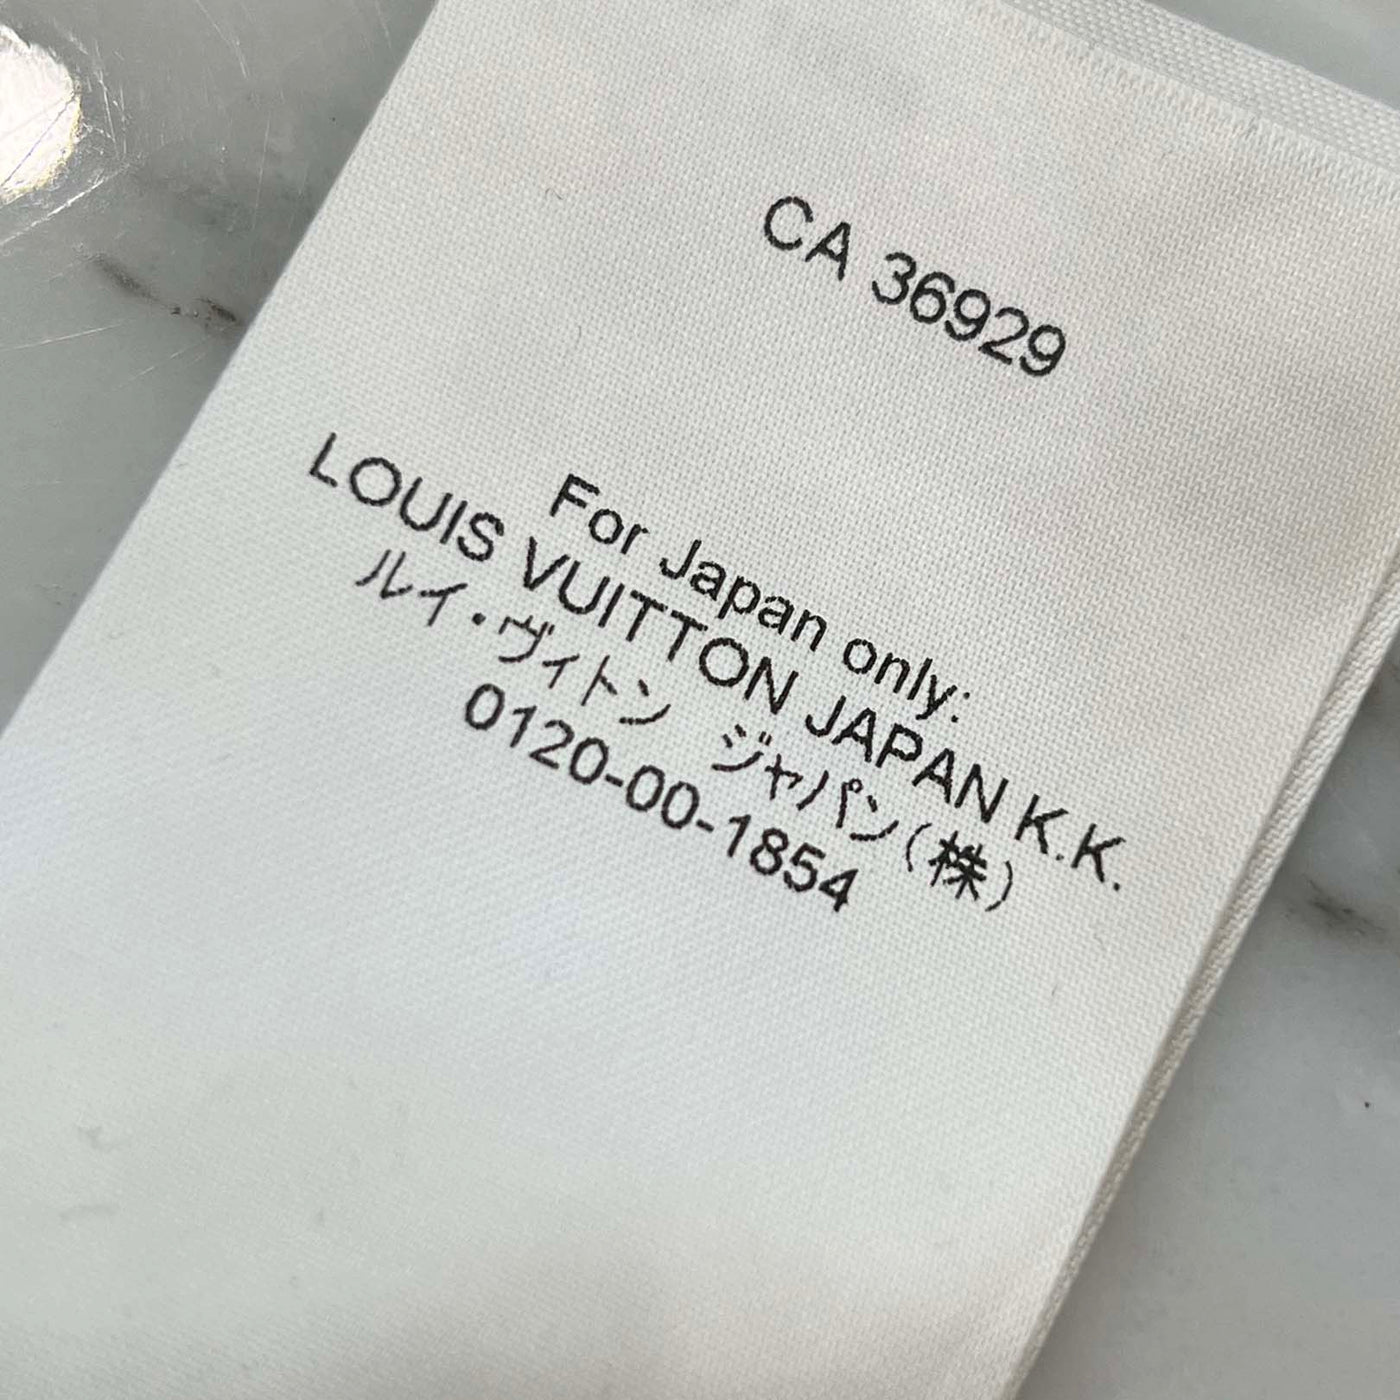 CA 36929
For Japan only:
LOUIS VUITTON JAPAN K.K.
ルイ・ヴィトン　ジャパン(株)
0120-00-1854